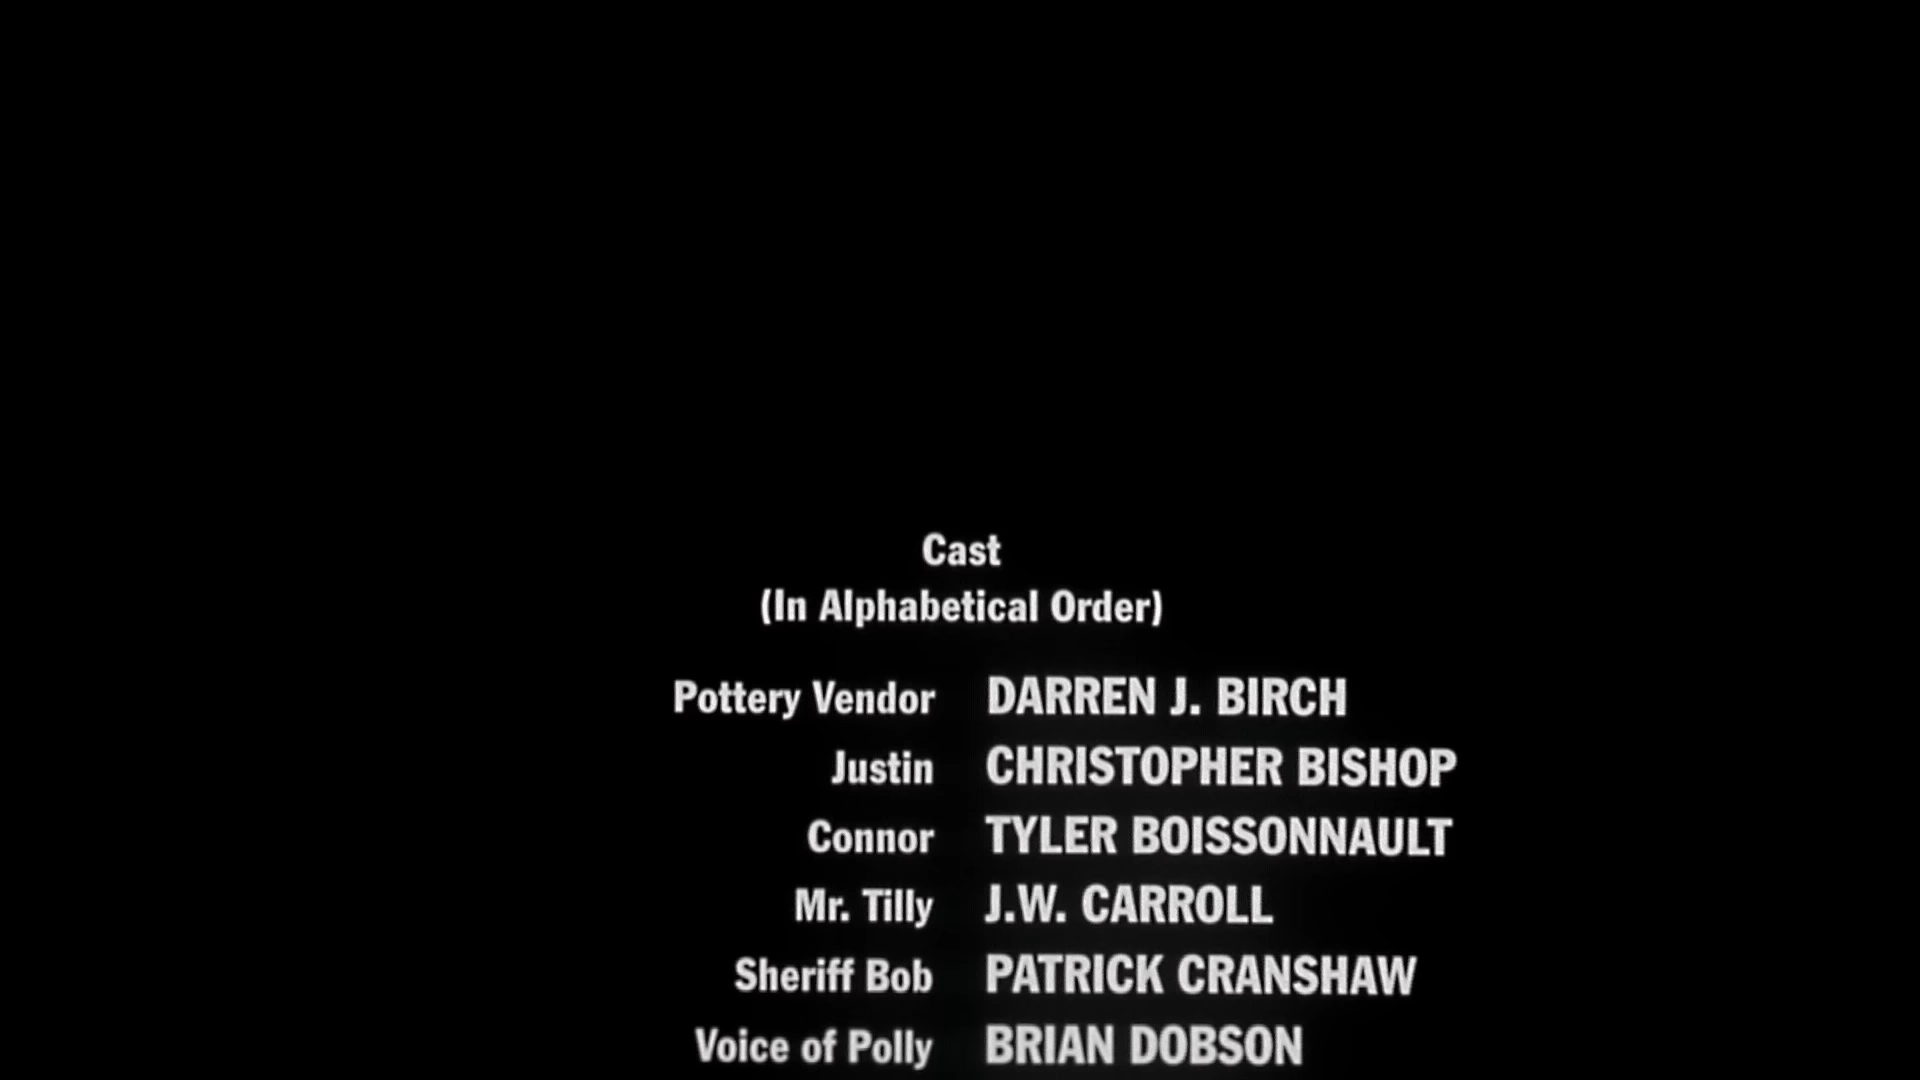 Cast
(In Alphabetical Order)
Pottery Vendor DARREN J. BIRCH
Justin CHRISTOPHER BISHOP
Connor TYLER BOISSONNAULT
Mr. Tilly J.W. CARROLL
Sheriff Bob PATRICK CRANSHAW
Voice of Polly BRIAN DOBSON